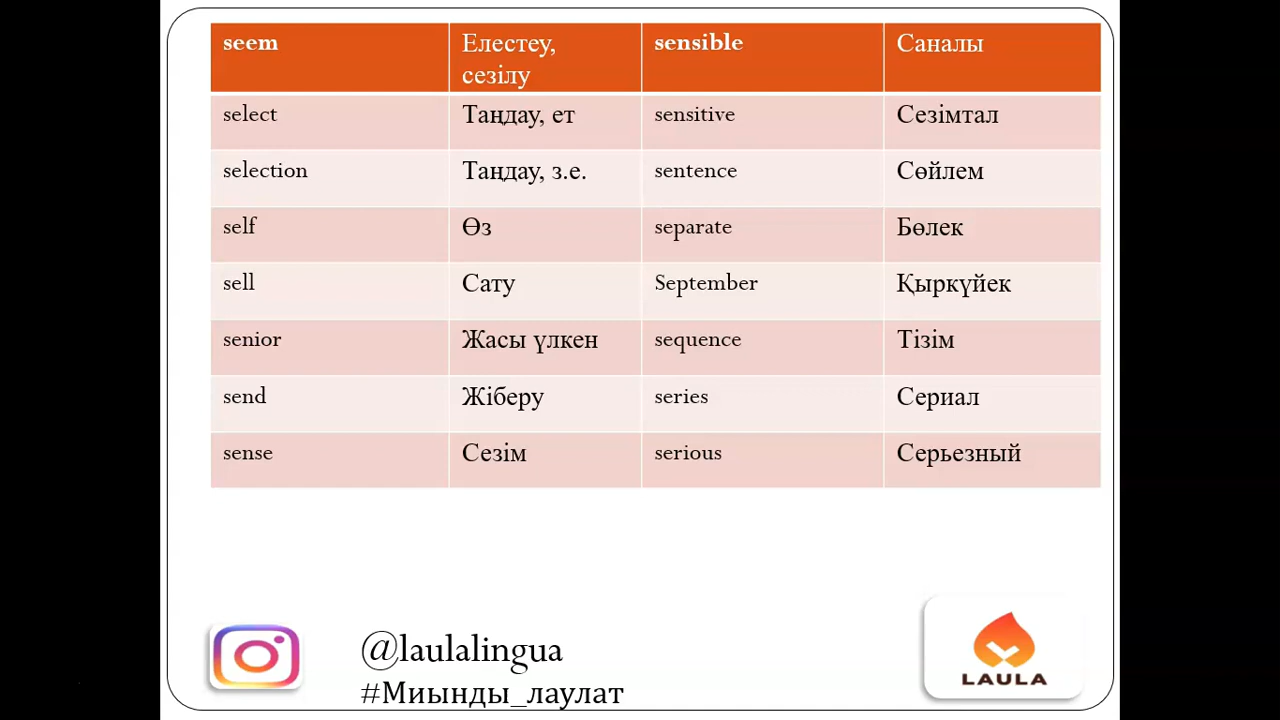 seem Елестеу, sensible Саналы
сезілу
select Таңдау, ет sensitive Сезімтал
selection Таңдау, з.е. sentence Сөйлем
self Өз separate Бөлек
sell Сату September Қыркүйек
senior Жасы үлкен sequence Тізім
send Жіберу series Сериал
sense Сезім serious Серьезный
@laulalingua
#Миынды_лаулат
LAULA